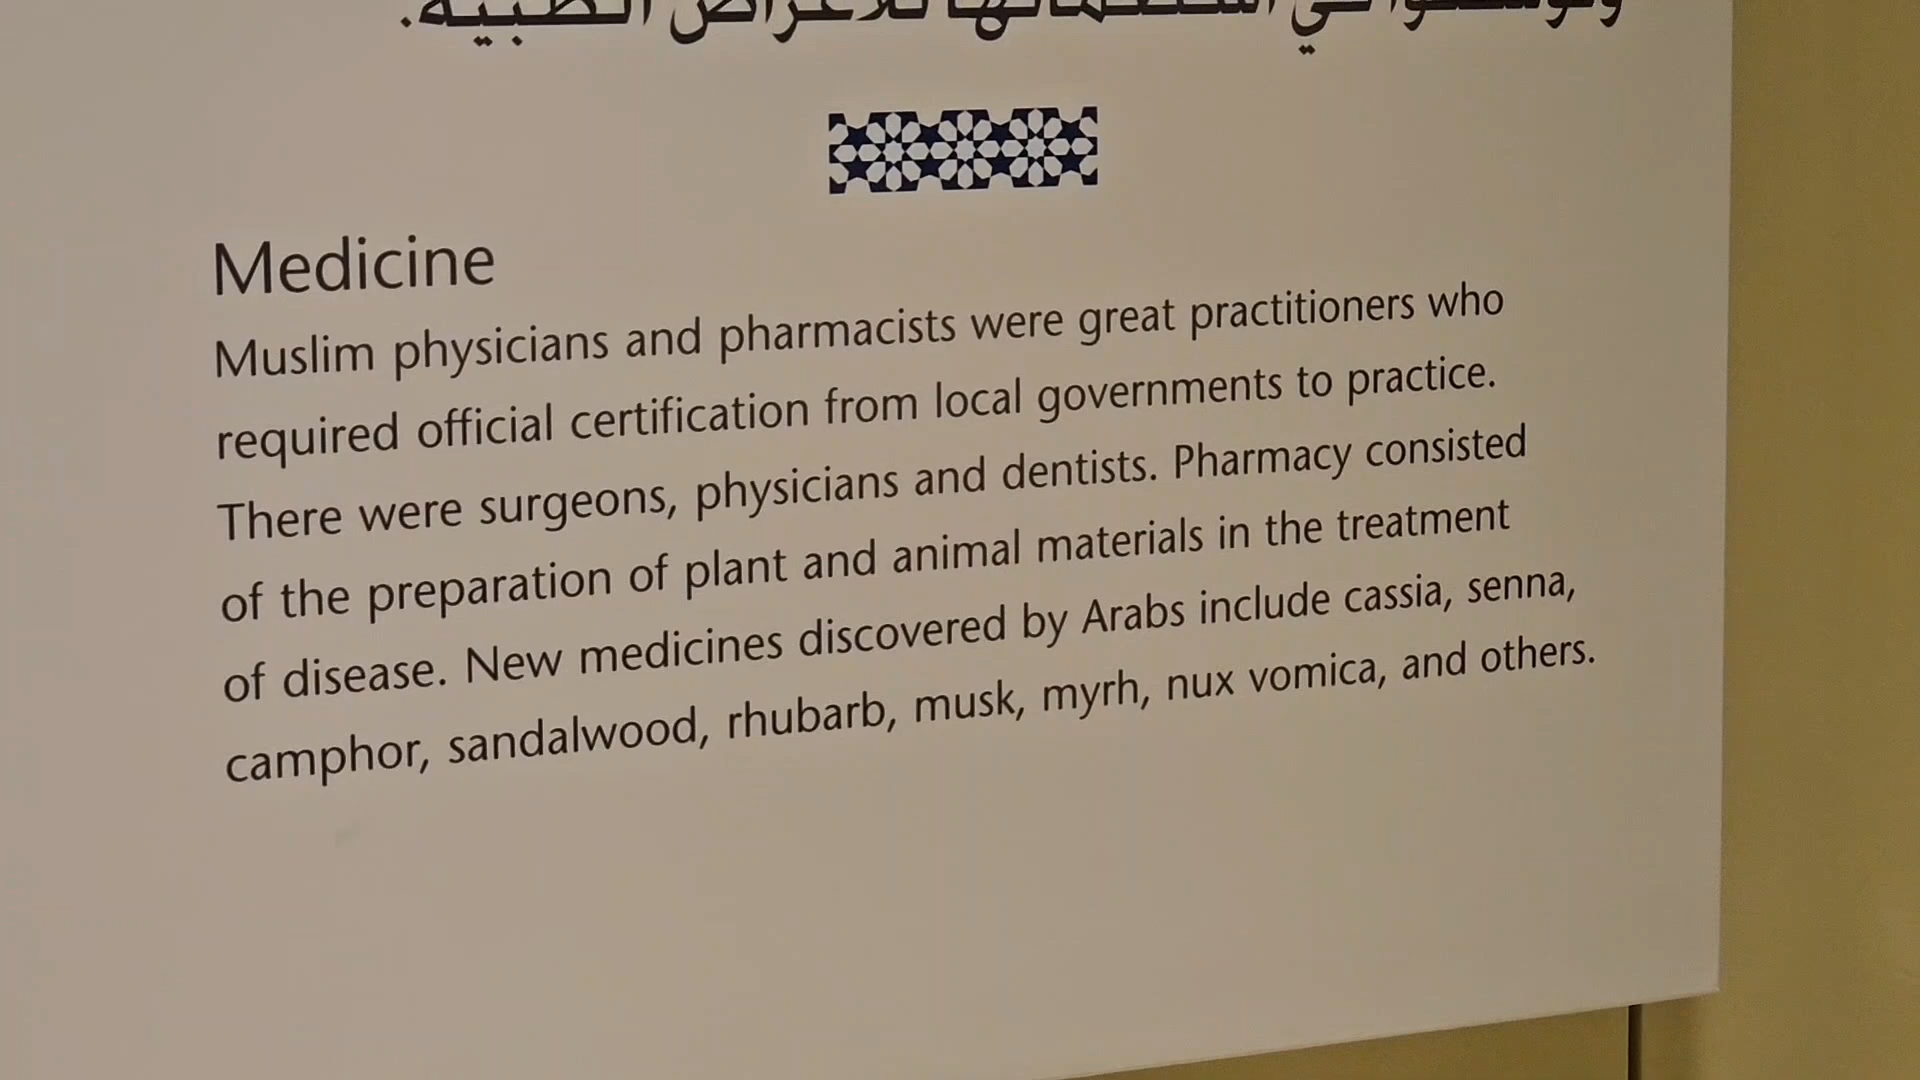 للأغراض الطبية.
Medicine
Muslim physicians and pharmacists were great practitioners who
required official certification from local governments to practice.
There were surgeons, physicians and dentists. Pharmacy consisted
of the preparation of plant and animal materials in the treatment
of disease. New medicines discovered by Arabs include cassia, senna,
camphor, sandalwood, rhubarb, musk, myrh, nux vomica, and others.